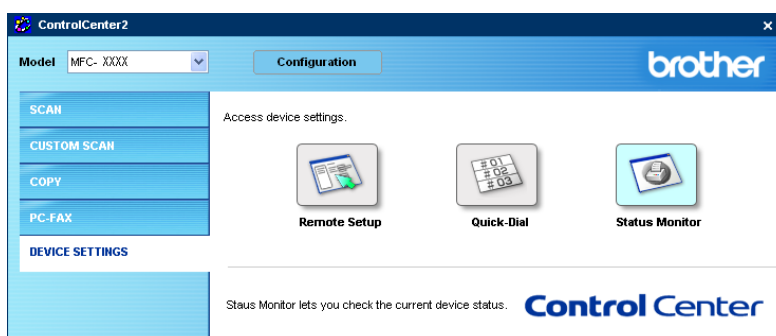 ControlCenter2
x
Model MFC- XXXX Configuration brother
SCAN
CUSTOM SCAN
COPY
PC-FAX
DEVICE SETTINGS
Access device settings.
# 01
# 02
# 03
Remote Setup Quick-Dial Status Monitor
Staus Monitor lets you check the current device status. Control Center